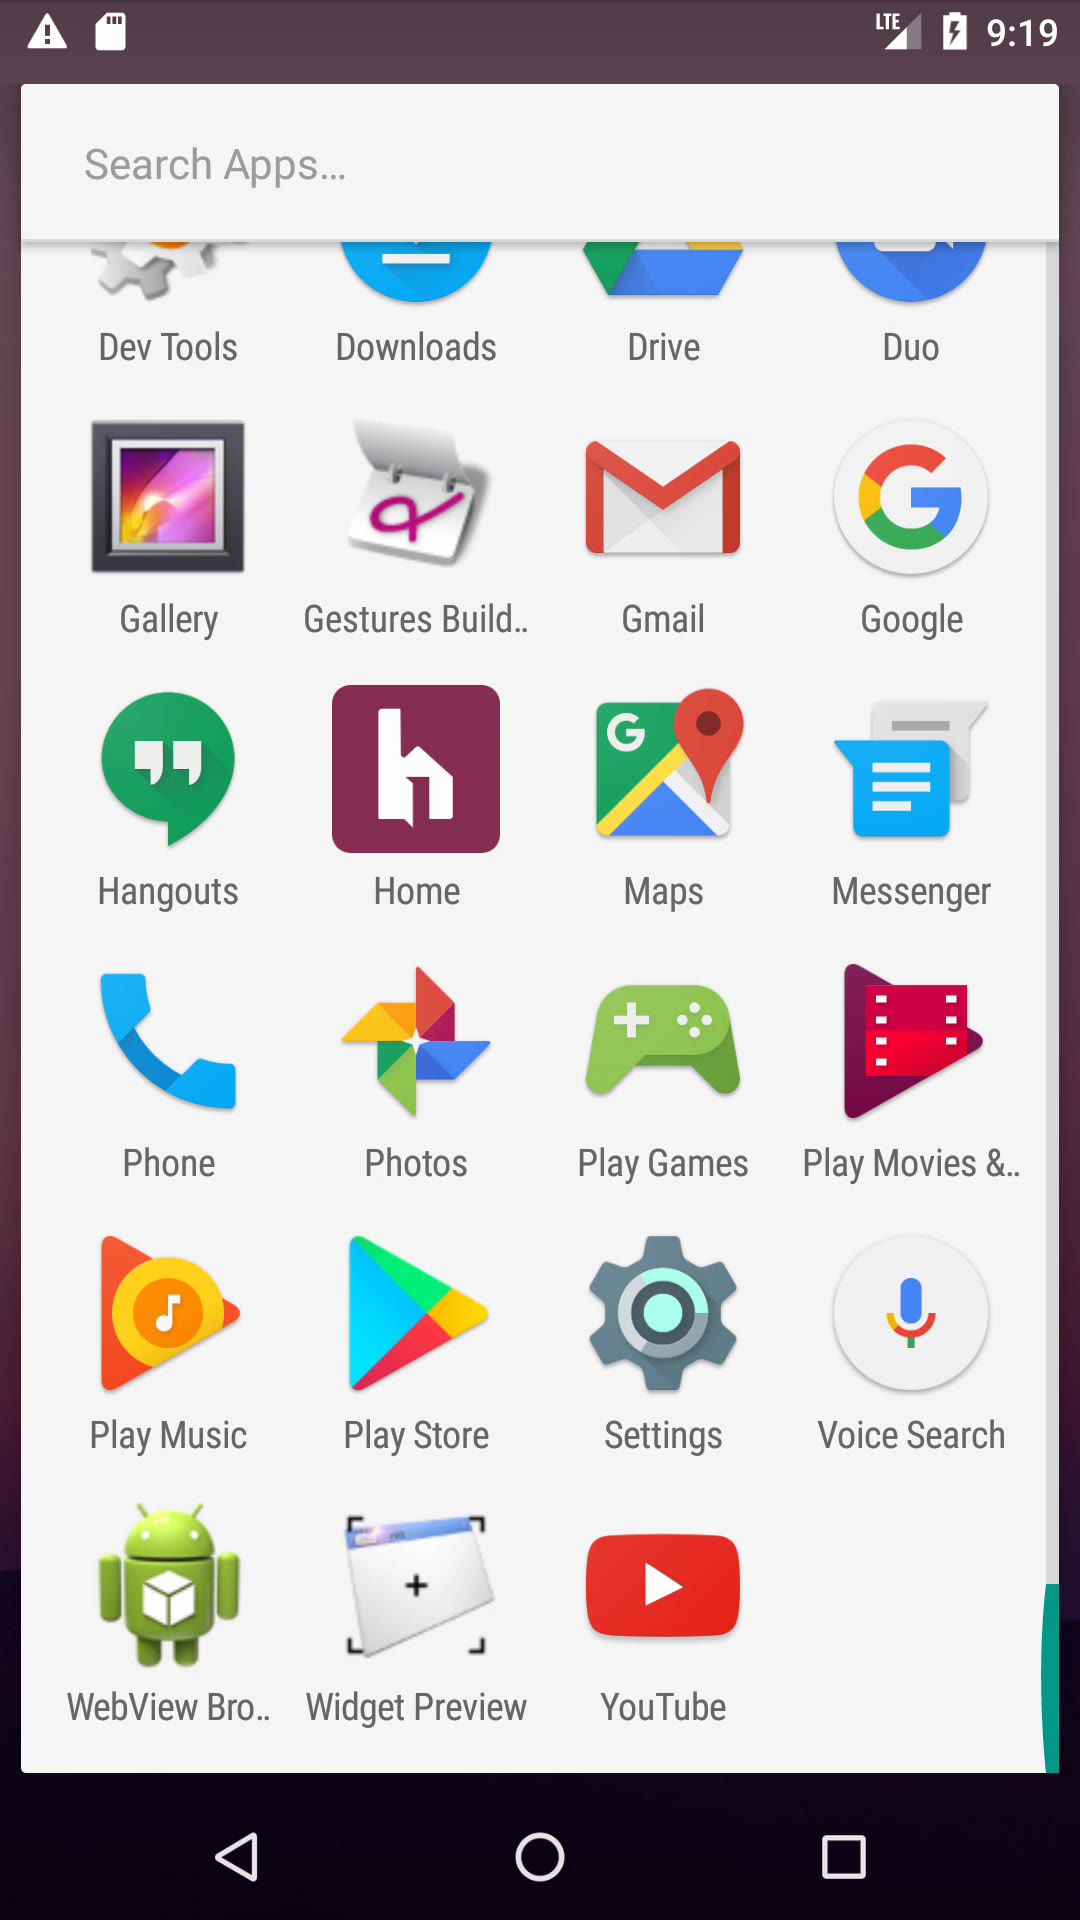 LTE 9:19
Search Apps…
Dev Tools Downloads Drive Duo
Gallery Gestures Build.. Gmail Google
Hangouts Home Maps Messenger
Phone Photos Play Games Play Movies &..
Play Music Play Store Settings Voice Search
WebView Bro.. Widget Preview YouTube